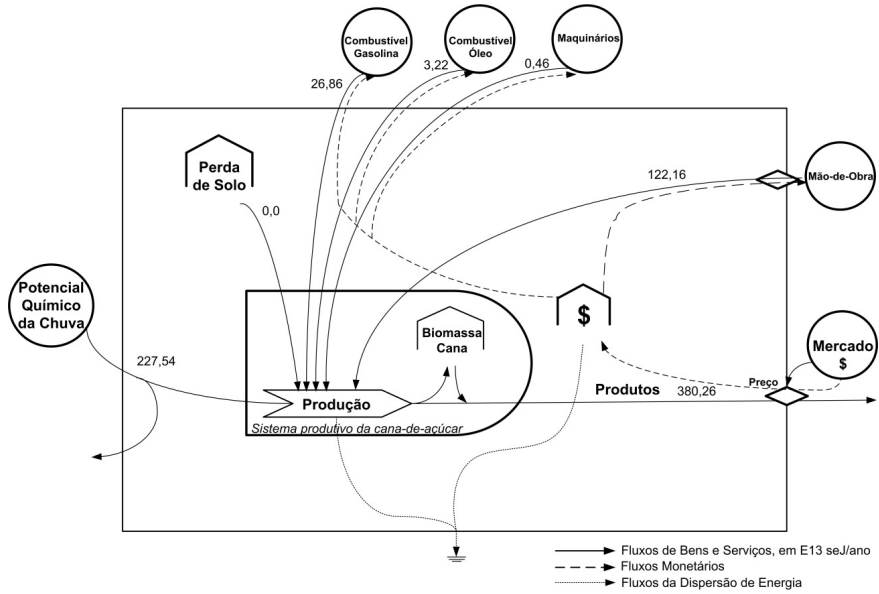 Combustível
Gasolina
Combustível
Óleo
Maquinários
26,86
3,22
0,46
Perda
de Solo
0,0
122,16
Mão-de-Obra
Potencial
Químico
da Chuva
227,54
Biomassa
Cana
$
Mercado
$
Preço
Produção
Produtos
380,26
Sistema produtivo da cana-de-açúcar
Fluxos de Bens e Serviços, em E13 seJ/ano
Fluxos Monetários
Fluxos da Dispersão de Energia